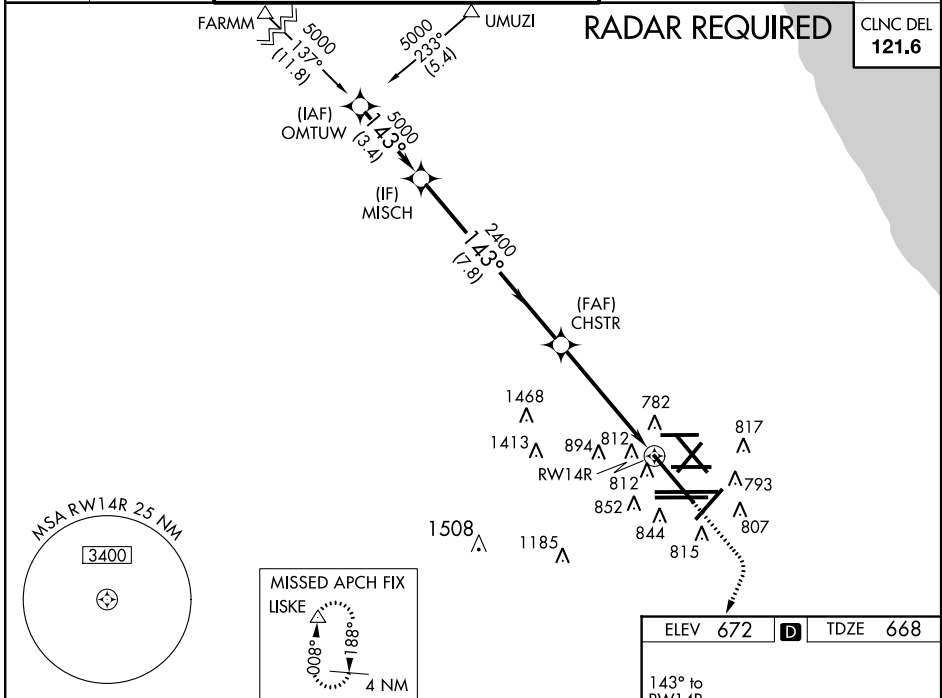 RADAR REQUIRED
CLNC DEL
121.6
FARMM
UMUZI
5000
137°
(11.8)
5000
233°
(5.4)
(IAF)
OMTUW
5000
143°
(3.4)
(IF)
MISCH
2400
143°
(7.8)
(FAF)
CHSTR
1468
782
817
1413
894
812
RW14R
812
793
852
844
807
815
1508
1185
MSA RW14R 25 NM
3400
MISSED APCH FIX
LISKE
008°
188°
4 NM
ELEV 672 D TDZE 668
143° to
RW14R